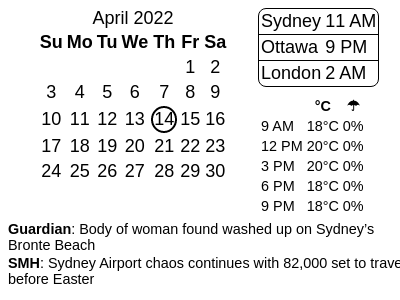 April 2022
Su Mo Tu We Th Fr Sa
1 2
3 4 5 6 7 8 9
10 11 12 13 14 15 16
17 18 19 20 21 22 23
24 25 26 27 28 29 30
Sydney 11 AM
Ottawa 9 PM
London 2 AM
°C ☂
9 AM 18°C 0%
12 PM 20°C 0%
3 PM 20°C 0%
6 PM 18°C 0%
9 PM 18°C 0%
Guardian: Body of woman found washed up on Sydney’s
Bronte Beach
SMH: Sydney Airport chaos continues with 82,000 set to trave
before Easter